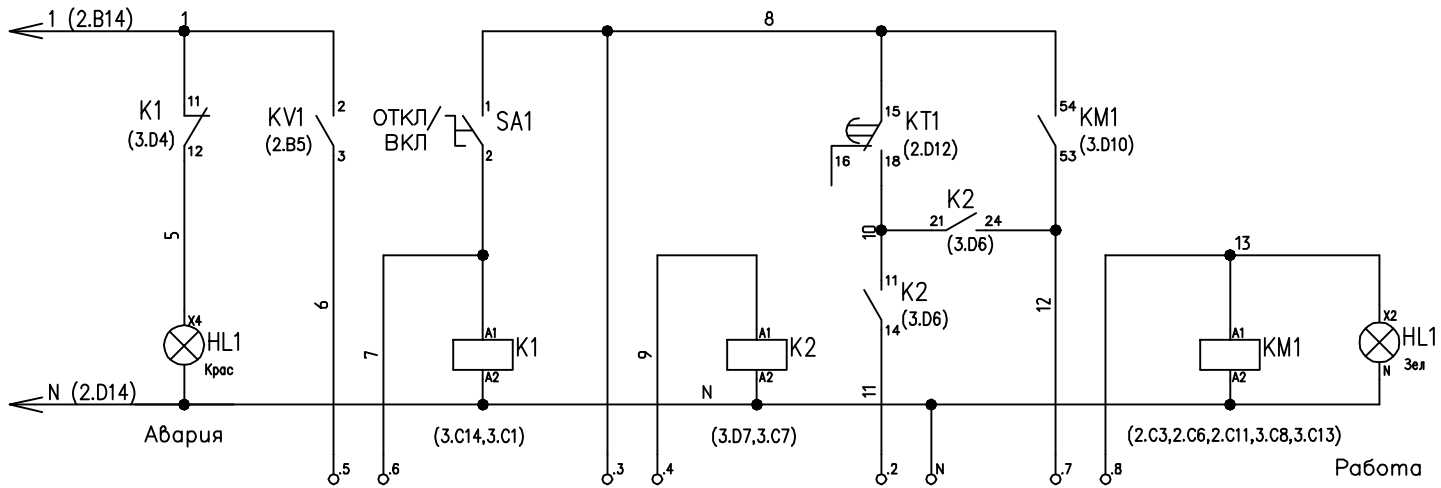 1 (2.B14)
1
8
K1
(3.D4)
11
12
KV1
(2.B5)
2
3
ОТКЛ/
ВКЛ
1
2
SA1
15
16
18
KT1
(2.D12)
54
53
KM1
(3.D10)
5
10
K2
21
24
(3.D6)
6
7
9
11
14
K2
(3.D6)
12
13
X4
HL1
Крас
A1
K1
A2
A1
K2
A2
A1
KM1
A2
X2
HL1
Зел
N
N (2.D14)
N
11
Авария
(3.C14,3.C1)
(3.D7,3.C7)
(2.C3,2.C6,2.C11,3.C8,3.C13)
Работа
.5
.6
.3
.4
.2
N
.7
.8